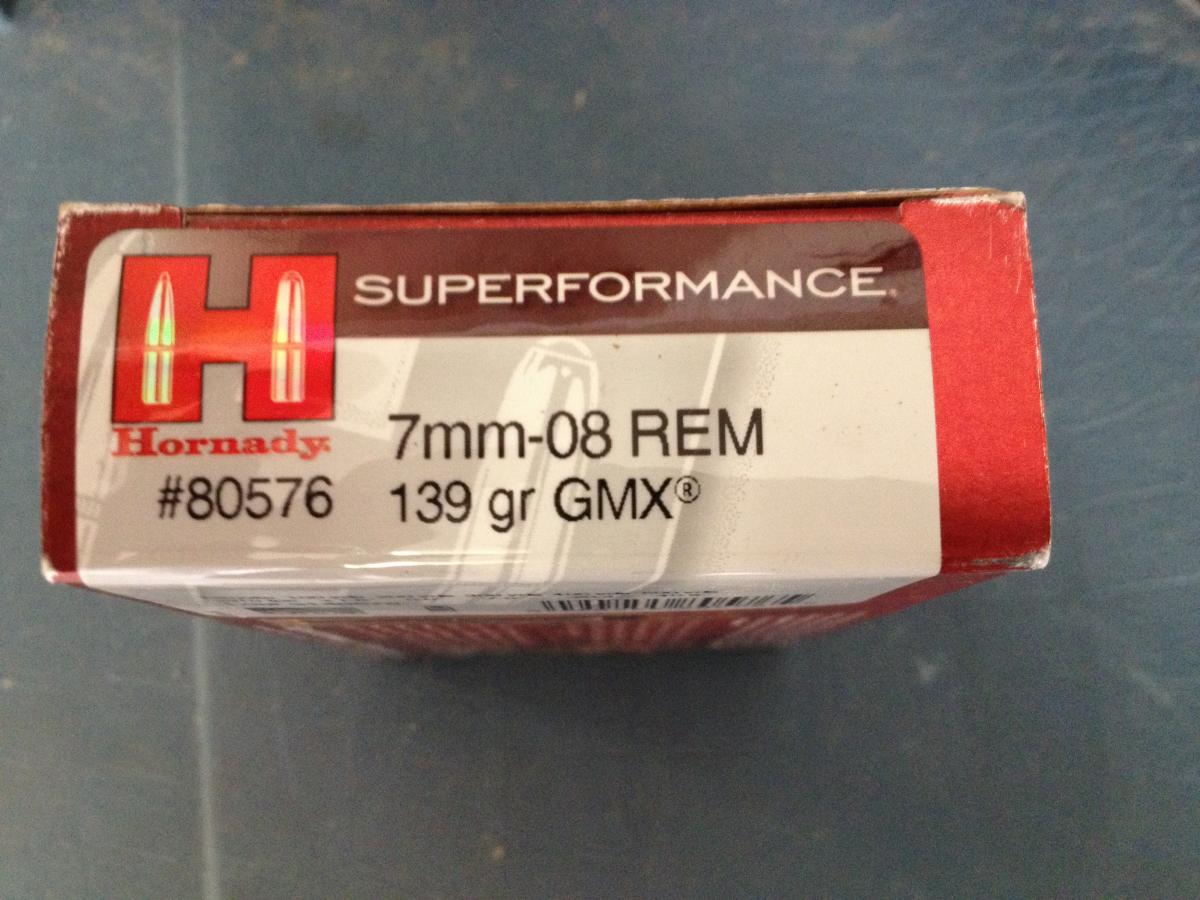 H
SUPERFORMANCE
Hornady
7mm-08 REM
#80576
139 gr GMX®